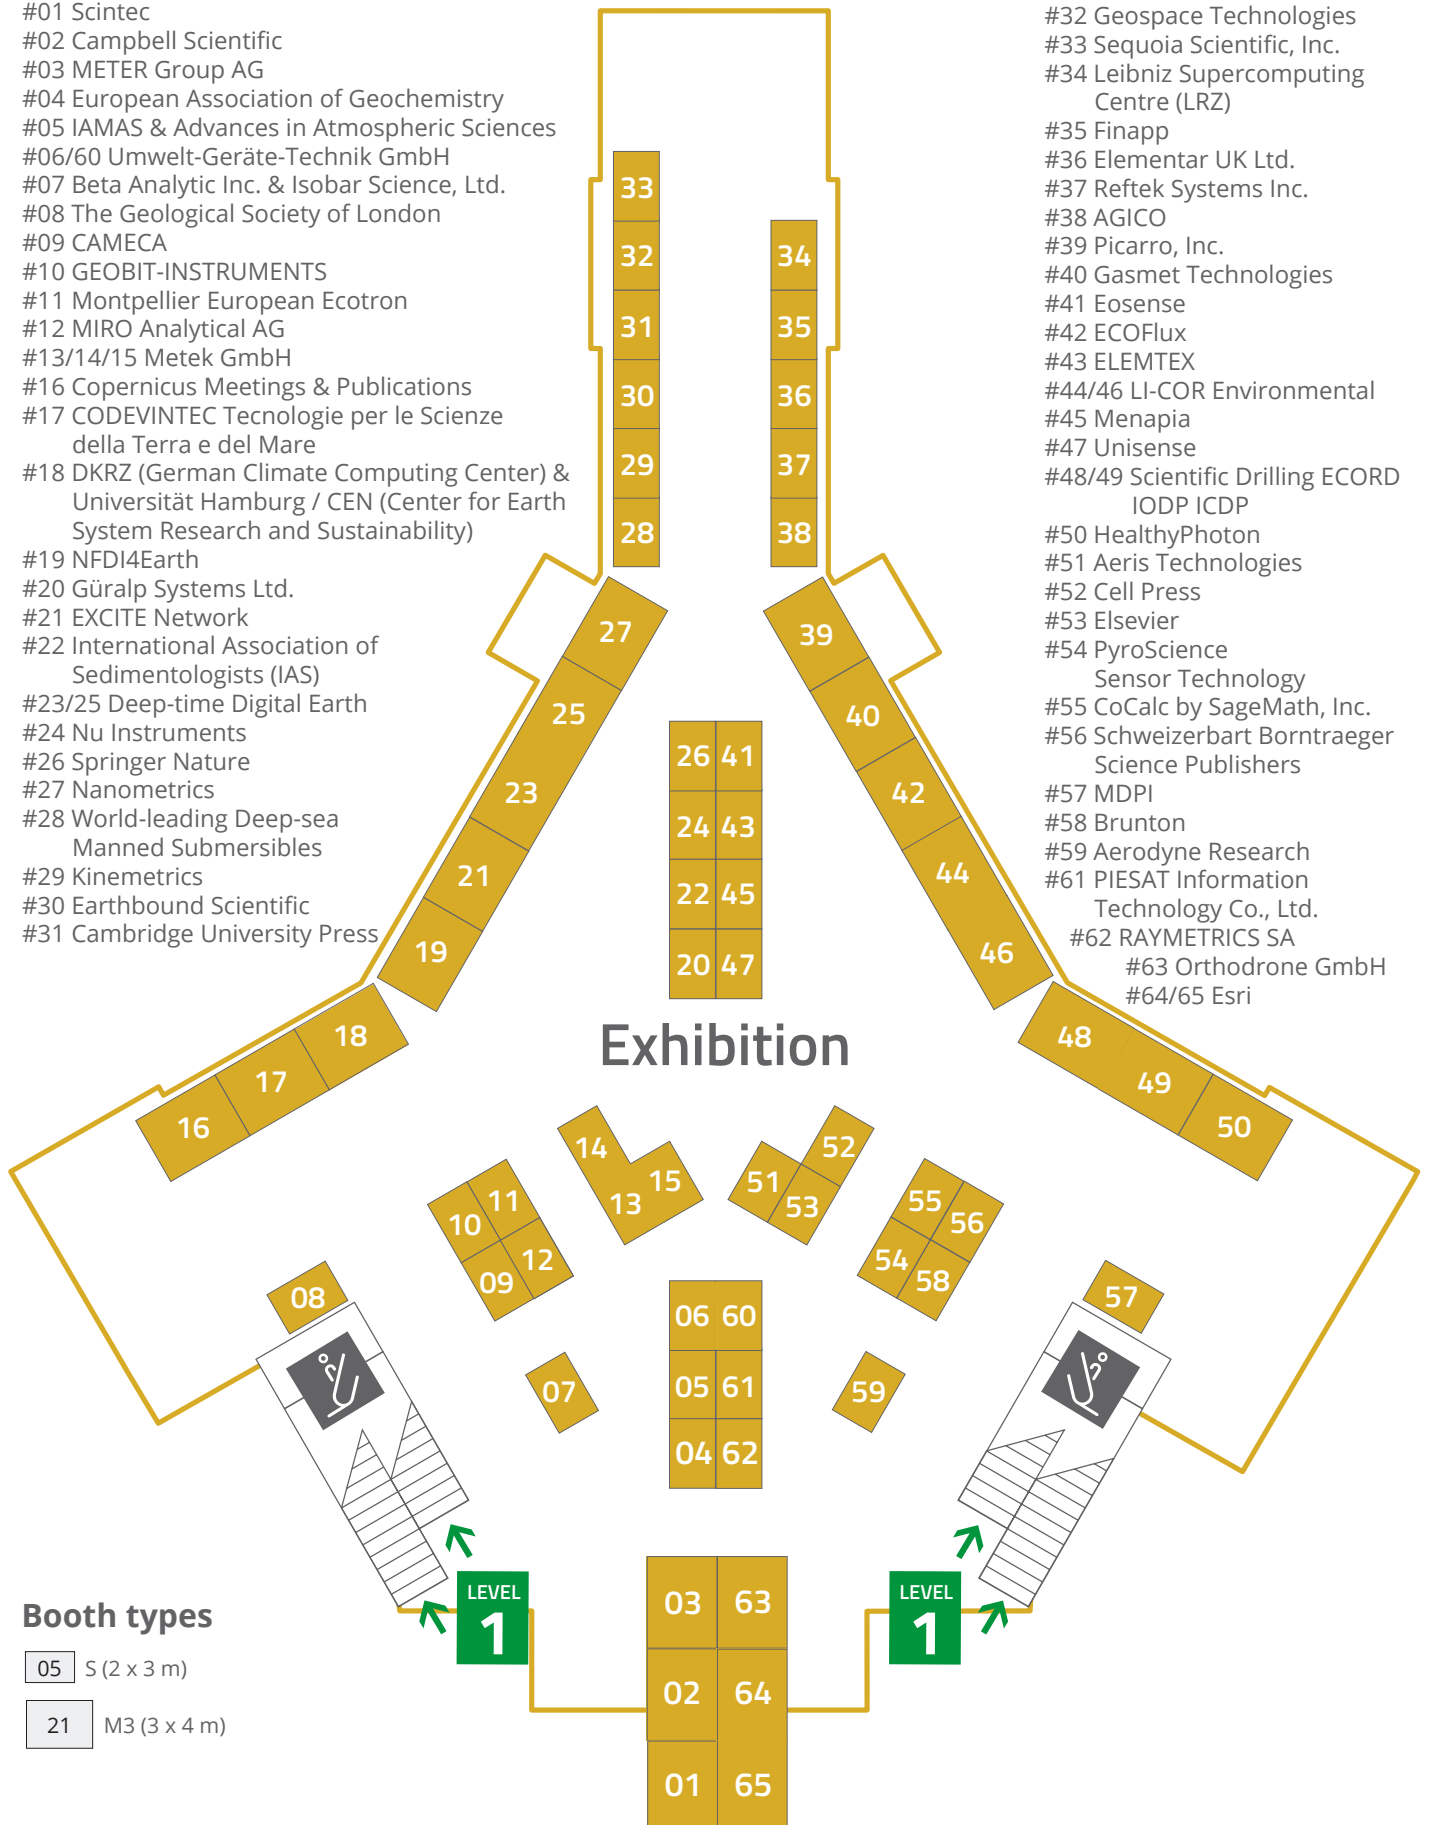 #01 Scintec
#02 Campbell Scientific
#03 METER Group AG
#04 European Association of Geochemistry
#05 IAMAS & Advances in Atmospheric Sciences
#06/60 Umwelt-Geräte-Technik GmbH
#07 Beta Analytic Inc. & Isobar Science, Ltd.
#08 The Geological Society of London
#09 CAMECA
#10 GEOBIT-INSTRUMENTS
#11 Montpellier European Ecotron
#12 MIRO Analytical AG
#13/14/15 Metek GmbH
#16 Copernicus Meetings & Publications
#17 CODEVINTEC Tecnologie per le Scienze
della Terra e del Mare
#18 DKRZ (German Climate Computing Center) &
Universität Hamburg / CEN (Center for Earth
System Research and Sustainability)
#19 NFDI4Earth
#20 Güralp Systems Ltd.
#21 EXCITE Network
#22 International Association of
Sedimentologists (IAS)
#23/25 Deep-time Digital Earth
#24 Nu Instruments
#26 Springer Nature
#27 Nanometrics
#28 World-leading Deep-sea
Manned Submersibles
#29 Kinemetrics
#30 Earthbound Scientific
#31 Cambridge University Press
#32 Geospace Technologies
#33 Sequoia Scientific, Inc.
#34 Leibniz Supercomputing
Centre (LRZ)
#35 Finapp
#36 Elementar UK Ltd.
#37 Reftek Systems Inc.
#38 AGICO
#39 Picarro, Inc.
#40 Gasmet Technologies
#41 Eosense
#42 ECOFlux
#43 ELEMTEX
#44/46 LI-COR Environmental
#45 Menapia
#47 Unisense
#48/49 Scientific Drilling ECORD
IODP ICDP
#50 HealthyPhoton
#51 Aeris Technologies
#52 Cell Press
#53 Elsevier
#54 PyroScience
Sensor Technology
#55 CoCalc by SageMath, Inc.
#56 Schweizerbart Borntraeger
Science Publishers
#57 MDPI
#58 Brunton
#59 Aerodyne Research
#61 PIESAT Information
Technology Co., Ltd.
#62 RAYMETRICS SA
#63 Orthodrone GmbH
#64/65 Esri
33
32
34
31
35
30
36
29
37
28
38
27
39
25
40
26 41
23
42
24 43
21
44
22 45
19
46
20 47
Exhibition
18
48
17
49
16
50
14
52
15
51
13
53
11
10
12
09
55
56
54
58
08
57
06 60
07
05 61
59
04 62
LEVEL
1
LEVEL
1
03 63
02 64
01 65
Booth types
05 S (2 x 3 m)
21 M3 (3 x 4 m)